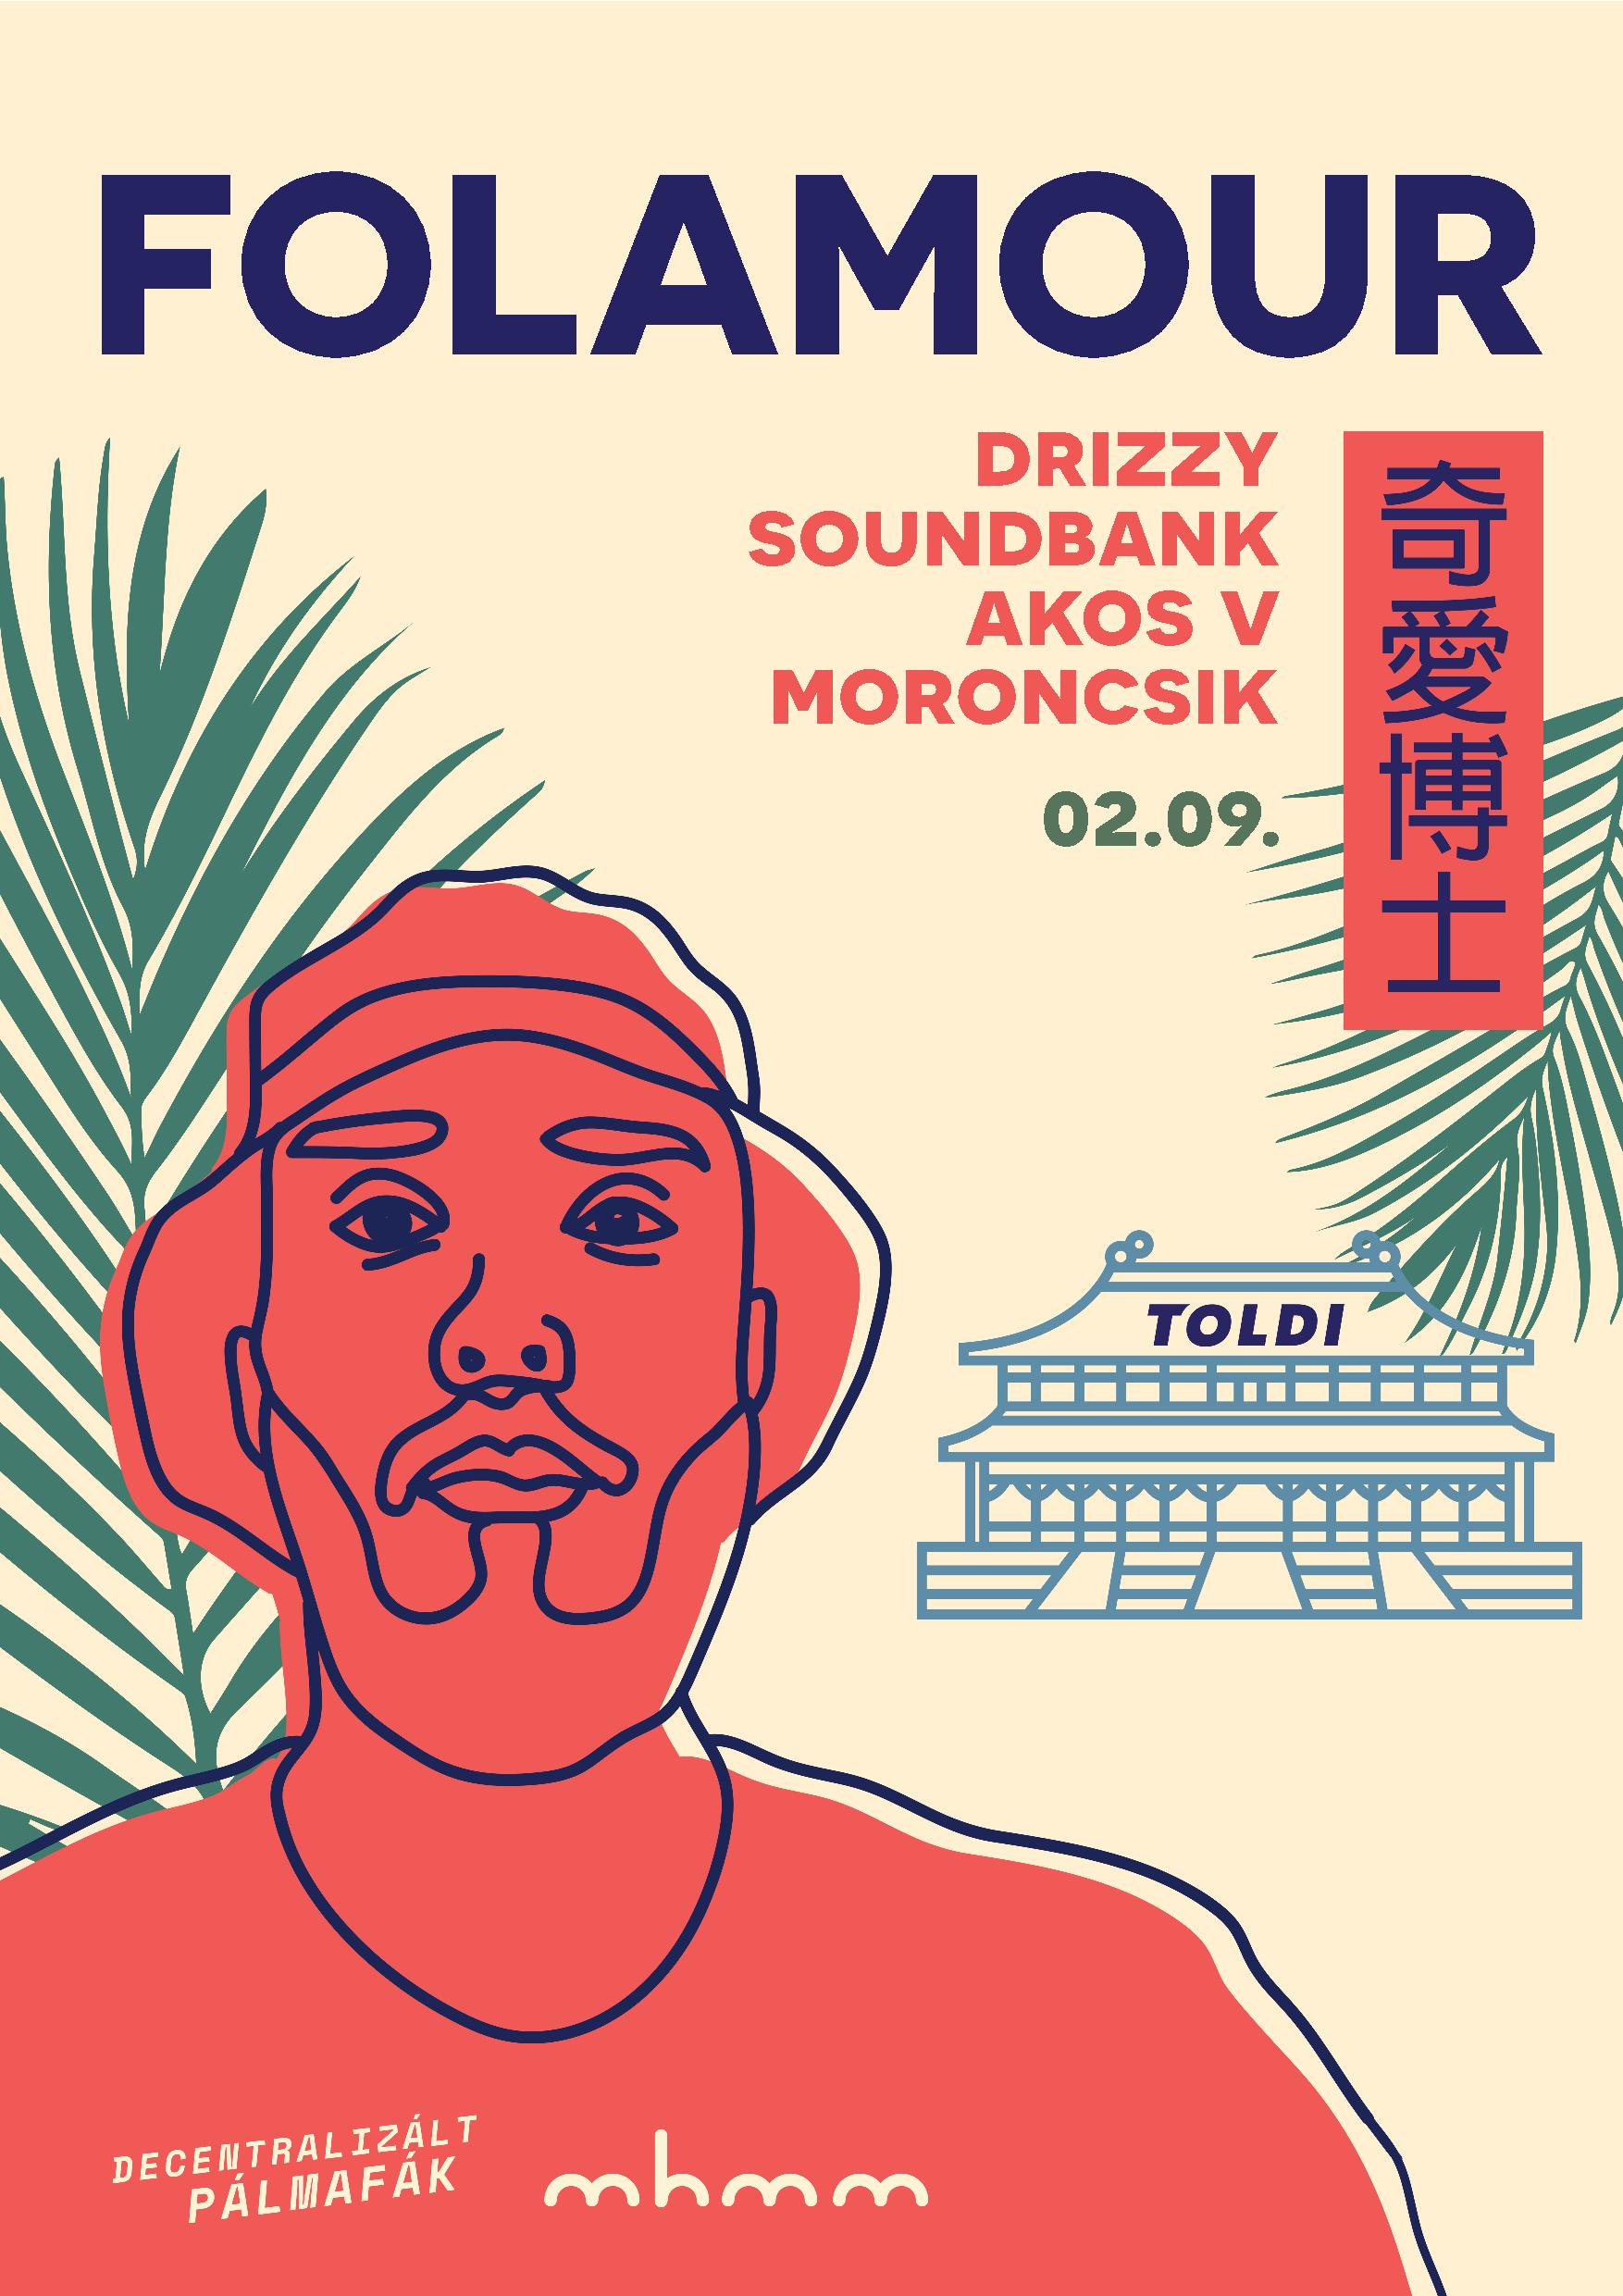 FOLAMOUR
DRIZZY
SOUNDBANK
AKOS V
MORONCSIK
奇愛博士
02.09.
TOLDI
DECENTRALIZÁLT
PÁLMAFÁK
mhmm